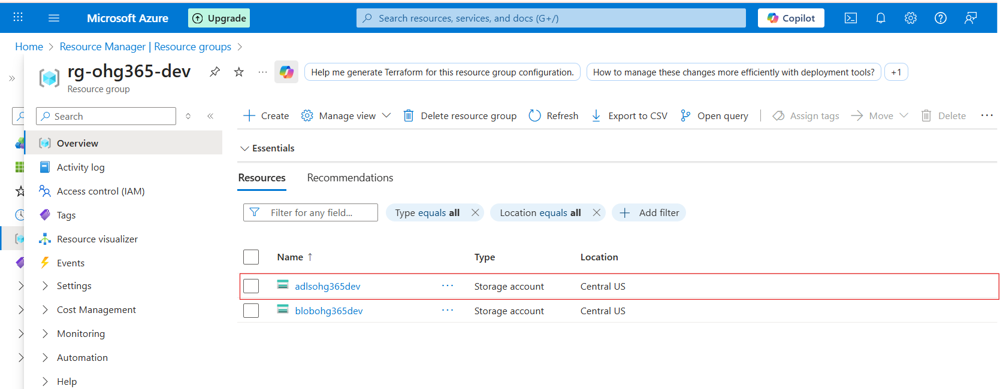 Microsoft Azure Upgrade Search resources, services, and docs (G+/) Copilot
Home > Resource Manager | Resource groups >
rg-ohg365-dev ... Help me generate Terraform for this resource group configuration. How to manage these changes more efficiently with deployment tools? +1
Resource group
Search
Create Manage view Delete resource group Refresh Export to CSV Open query | Assign tags Move Delete ...
Overview
Activity log
Access control (IAM)
Tags
Resource visualizer
Events
Settings
Cost Management
Monitoring
Automation
Help
Essentials
Resources Recommendations
Filter for any field... Type equals all Location equals all Add filter
Name ↑ Type Location
adlsohg365dev ... Storage account Central US
blobohg365dev ... Storage account Central US